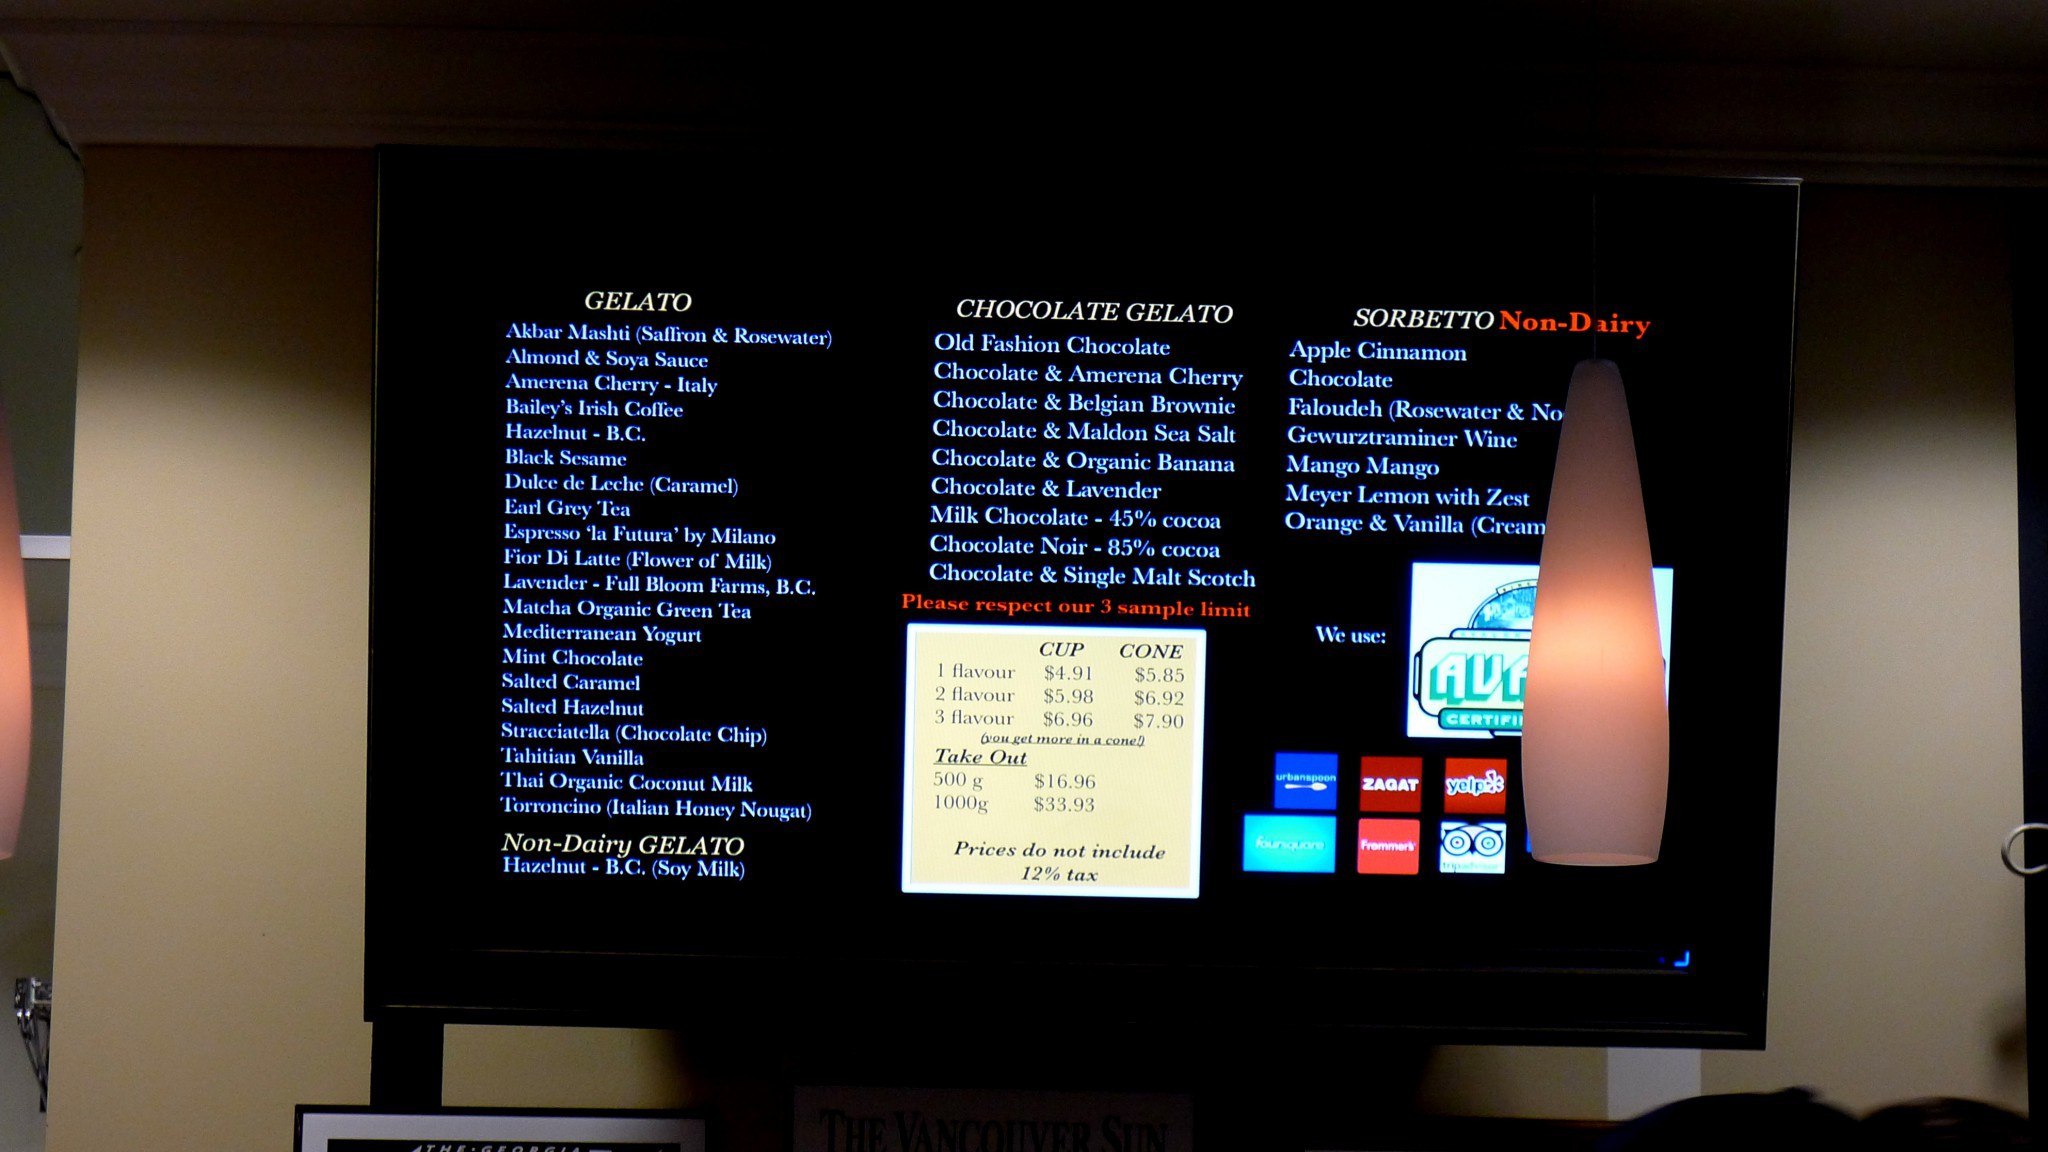 GELATO
Akbar Mashti (Saffron & Rosewater)
Almond & Soya Sauce
Amerena Cherry - Italy
Bailey's Irish Coffee
Hazelnut - B.C.
Black Sesame
Dulce de Leche (Caramel)
Earl Grey Tea
Espresso 'la Futura' by Milano
Fior Di Latte (Flower of Milk)
Lavender - Full Bloom Farms, B.C.
Matcha Organic Green Tea
Mediterranean Yogurt
Mint Chocolate
Salted Caramel
Salted Hazelnut
Stracciatella (Chocolate Chip)
Tahitian Vanilla
Thai Organic Coconut Milk
Torroncino (Italian Honey Nougat)
Non-Dairy GELATO
Hazelnut - B.C. (Soy Milk)
CHOCOLATE GELATO
Old Fashion Chocolate
Chocolate & Amerena Cherry
Chocolate & Belgian Brownie
Chocolate & Maldon Sea Salt
Chocolate & Organic Banana
Chocolate & Lavender
Milk Chocolate - 45% cocoa
Chocolate Noir - 85% cocoa
Chocolate & Single Malt Scotch
Please respect our 3 sample limit
CUP CONE
1 flavour $4.91 $5.85
2 flavour $5.98 $6.92
3 flavour $6.96 $7.90
(you get more in a cone!)
Take Out
500 g $16.96
1000g $33.93
Prices do not include
12% tax
SORBETTO Non-Dairy
Apple Cinnamon
Chocolate
Faloudeh (Rosewater &
Gewurztraminer Wine
Mango Mango
Meyer Lemon with Zest
Orange & Vanilla (Cream
We use:
urbanspoon ZAGAT yelp
foursquare Frommer's tripadvisor
THE GEORGIA
THE VANCOUVER SUN